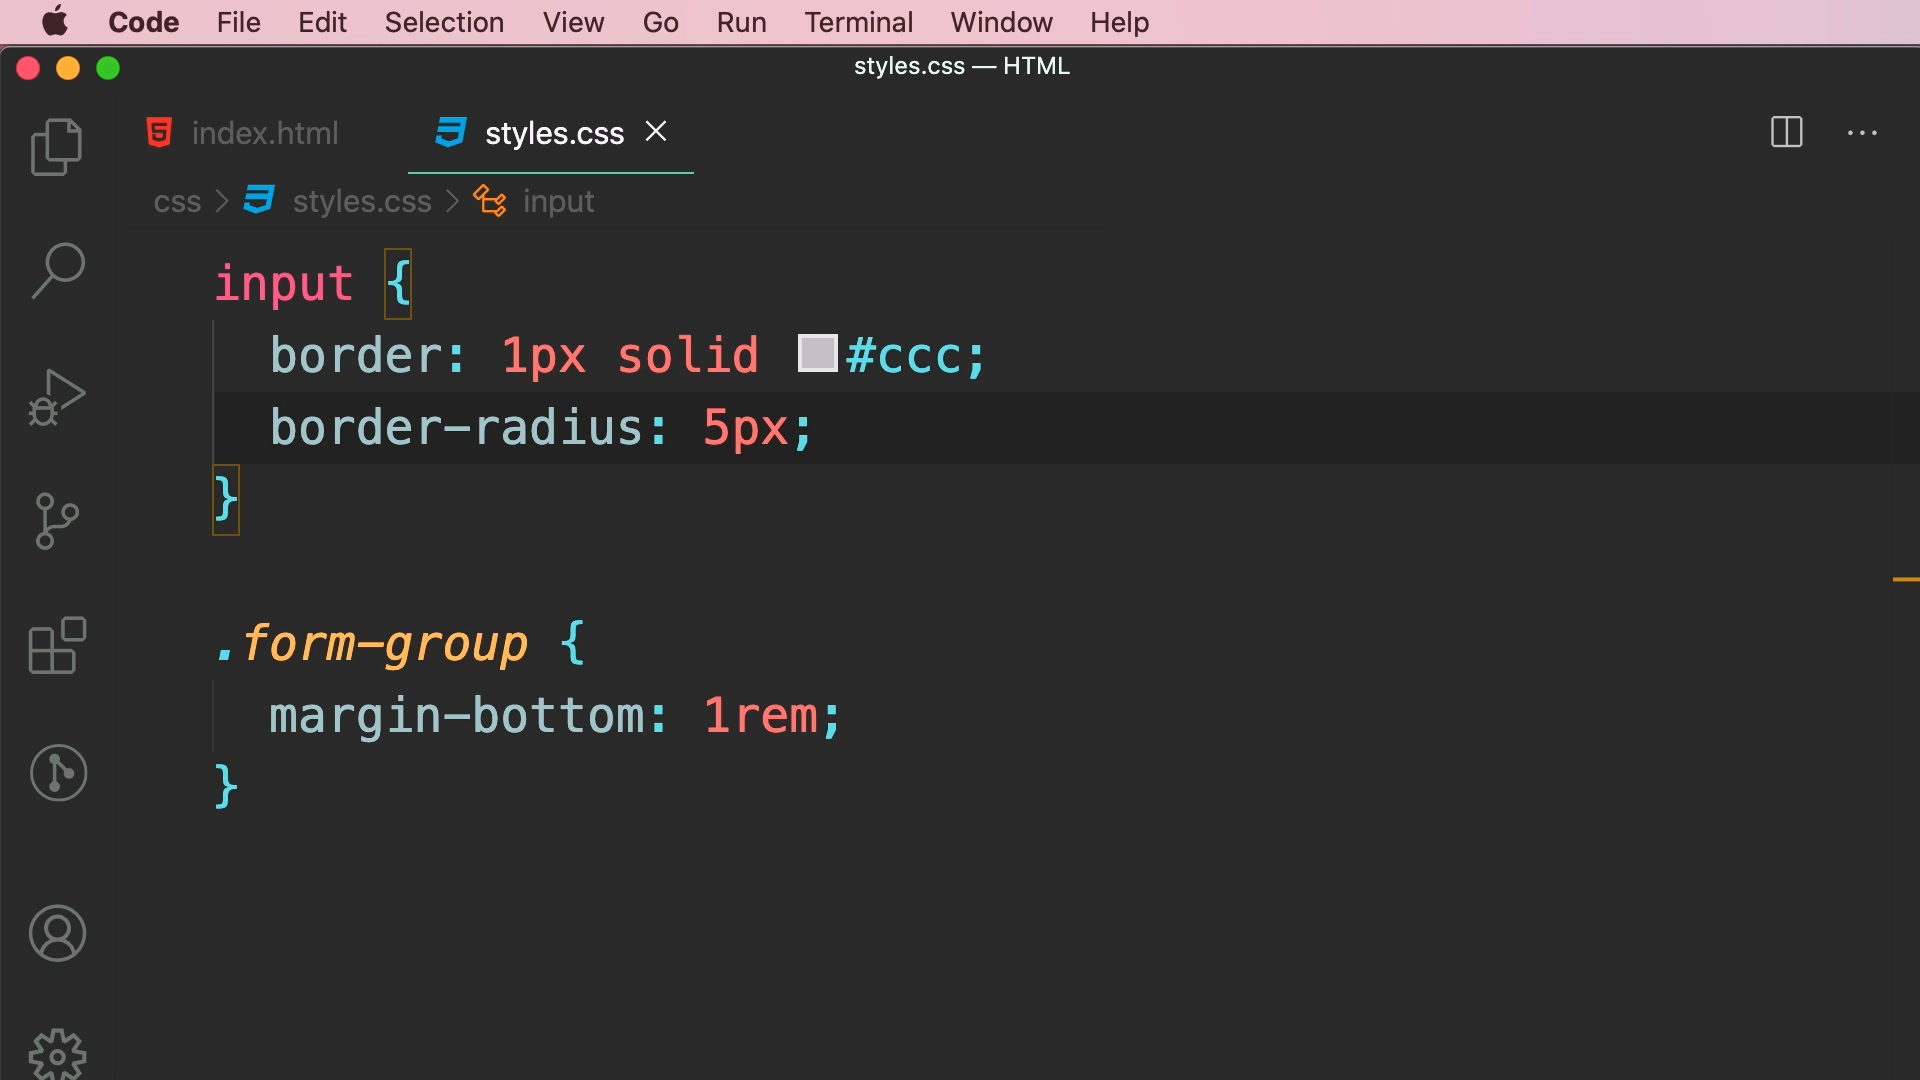 Code File Edit Selection View Go Run Terminal Window Help
styles.css — HTML
index.html styles.css
css > styles.css > input
input {
border: 1px solid #ccc;
border-radius: 5px;
}
.form-group {
margin-bottom: 1rem;
}